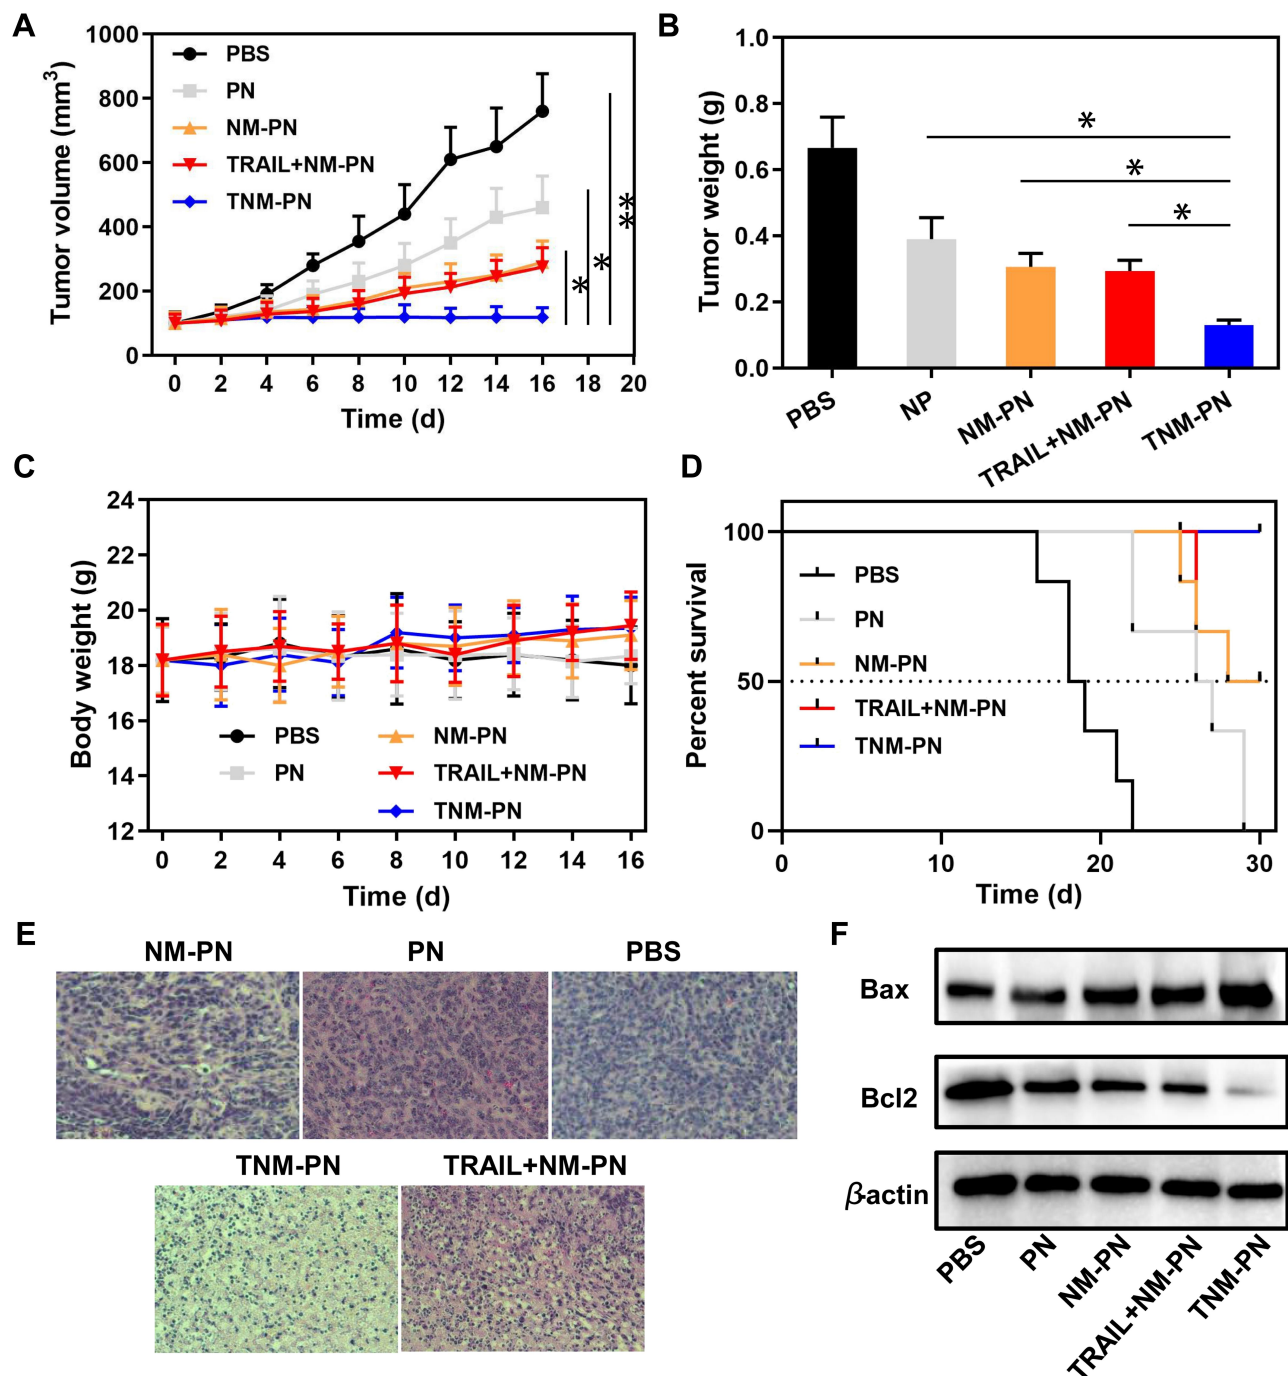 A
Tumor volume (mm3)
1000
800
600
400
200
0
PBS
PN
NM-PN
TRAIL+NM-PN
TNM-PN
*
*
**
0 2 4 6 8 10 12 14 16 18 20
Time (d)
B
Tumor weight (g)
1.0
0.8
0.6
0.4
0.2
0.0
*
*
*
PBS NP NM-PN TRAIL+NM-PN TNM-PN
C
Body weight (g)
24
22
20
18
16
14
12
PBS
PN
NM-PN
TRAIL+NM-PN
TNM-PN
0 2 4 6 8 10 12 14 16
Time (d)
D
Percent survival
100
50
0
PBS
PN
NM-PN
TRAIL+NM-PN
TNM-PN
0 10 20 30
Time (d)
E
NM-PN PN PBS
TNM-PN TRAIL+NM-PN
F
Bax
Bcl2
β-actin
PBS PN NM-PN TRAIL+NM-PN TNM-PN